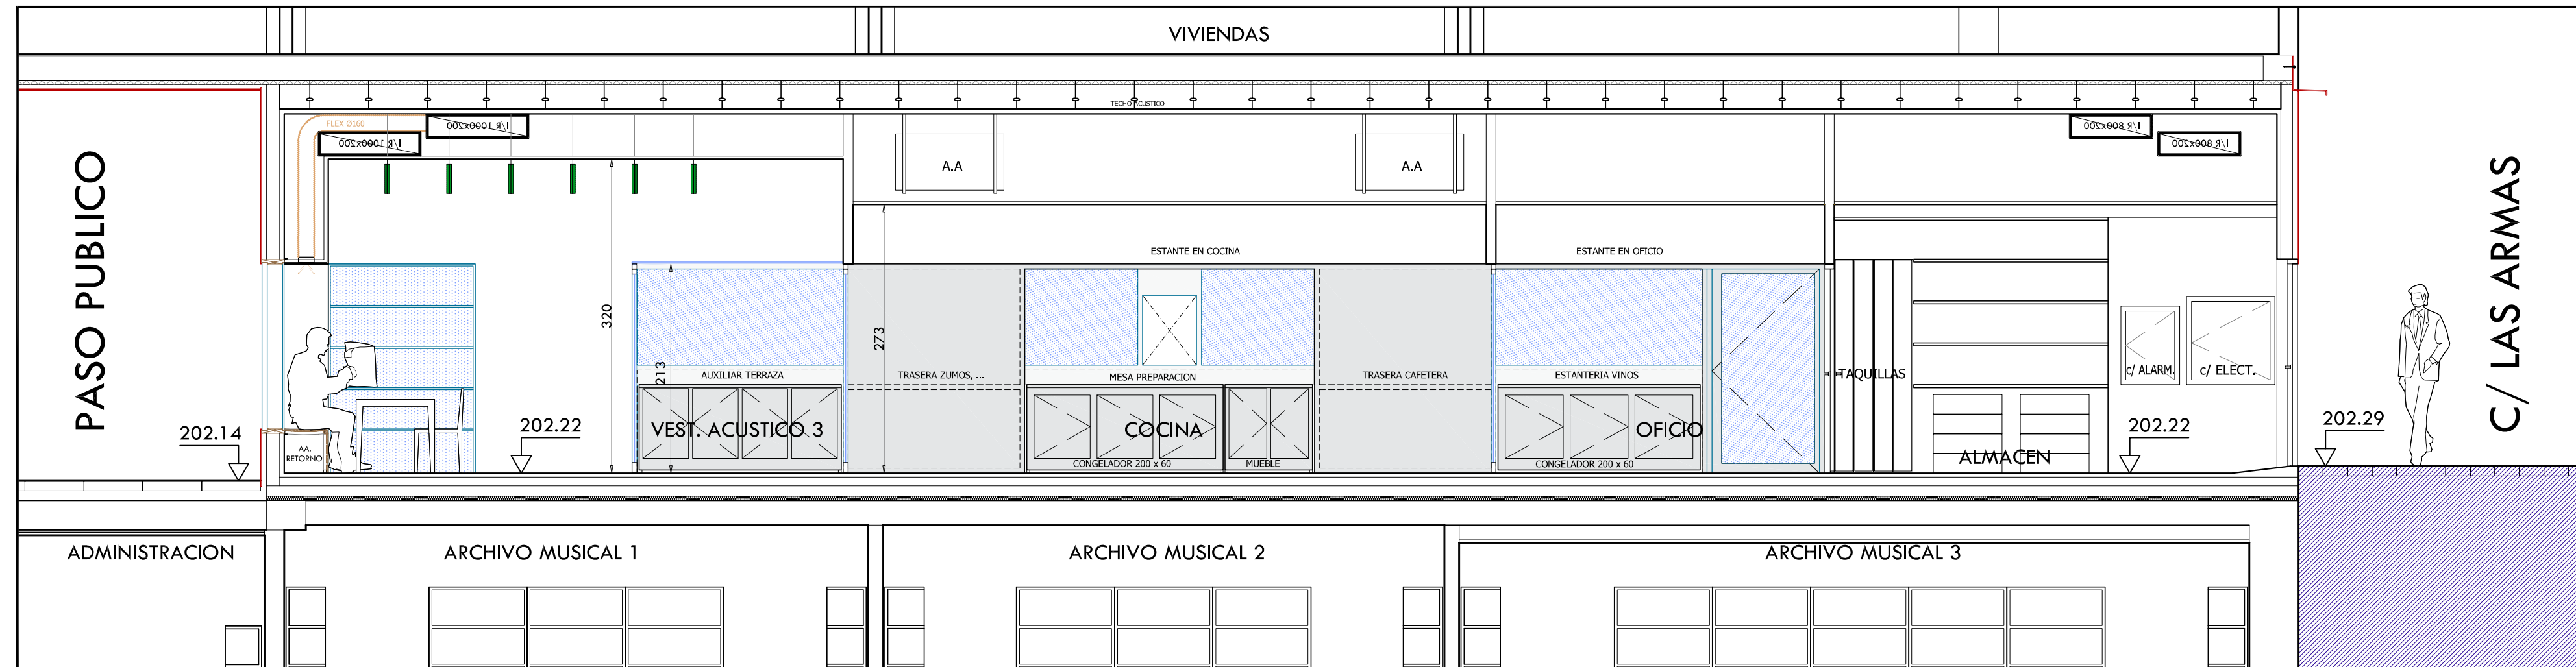 VIVIENDAS
TECHO ACUSTICO
FLEX Ø160
I/R 1000x200
I/R 1000x200
I/R 800x200
I/R 800x200
A.A
A.A
PASO PUBLICO
C/ LAS ARMAS
ESTANTE EN COCINA
ESTANTE EN OFICIO
320
273
213
AUXILIAR TERRAZA
TRASERA ZUMOS, ...
MESA PREPARACION
TRASERA CAFETERA
ESTANTERIA VINOS
TAQUILLAS
c/ ALARM.
c/ ELECT.
202.14
202.22
VEST. ACUSTICO 3
COCINA
OFICIO
202.22
202.29
AA.
RETORNO
CONGELADOR 200 x 60
MUEBLE
CONGELADOR 200 x 60
ALMACEN
ADMINISTRACION
ARCHIVO MUSICAL 1
ARCHIVO MUSICAL 2
ARCHIVO MUSICAL 3